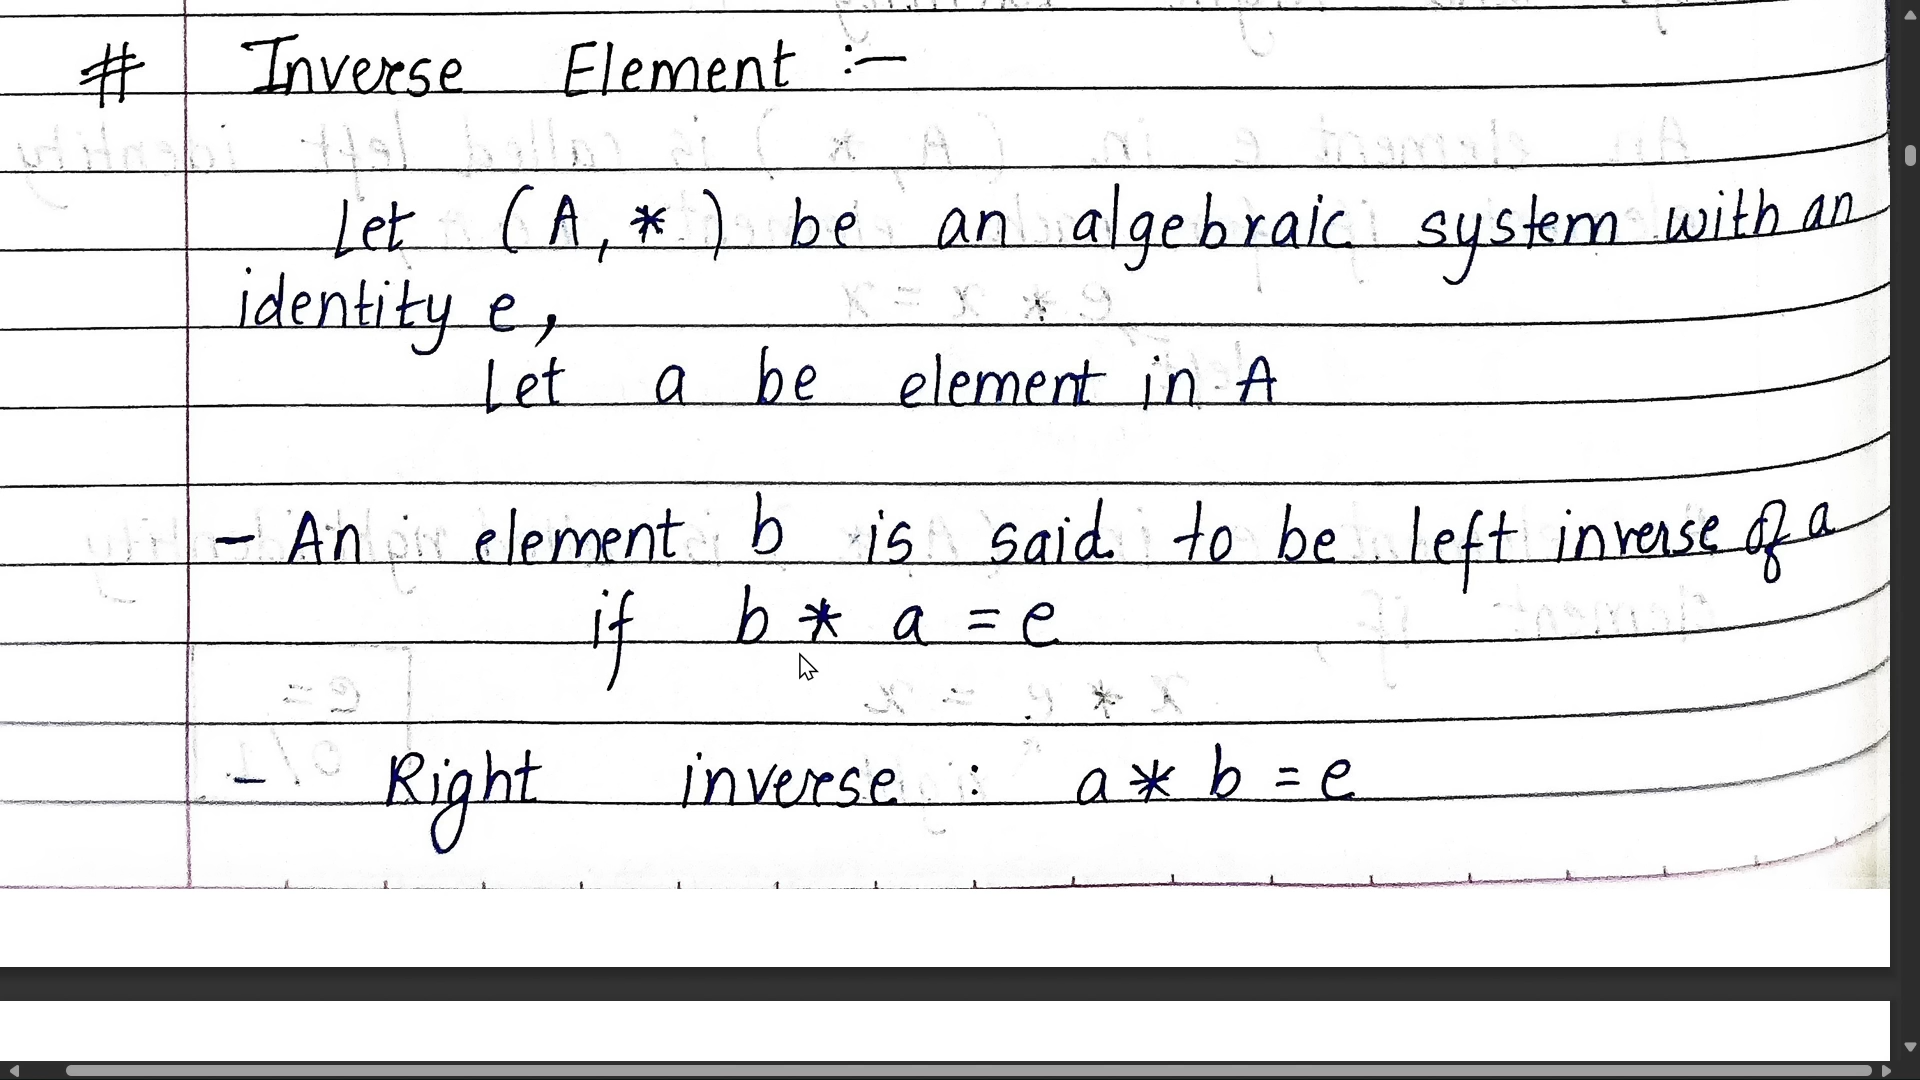 # Inverse Element :-
Let (A, *) be an algebraic system with an
identity e,
Let a be element in A
- An element b is said to be left inverse of a
if b * a = e
- Right inverse : a * b = e